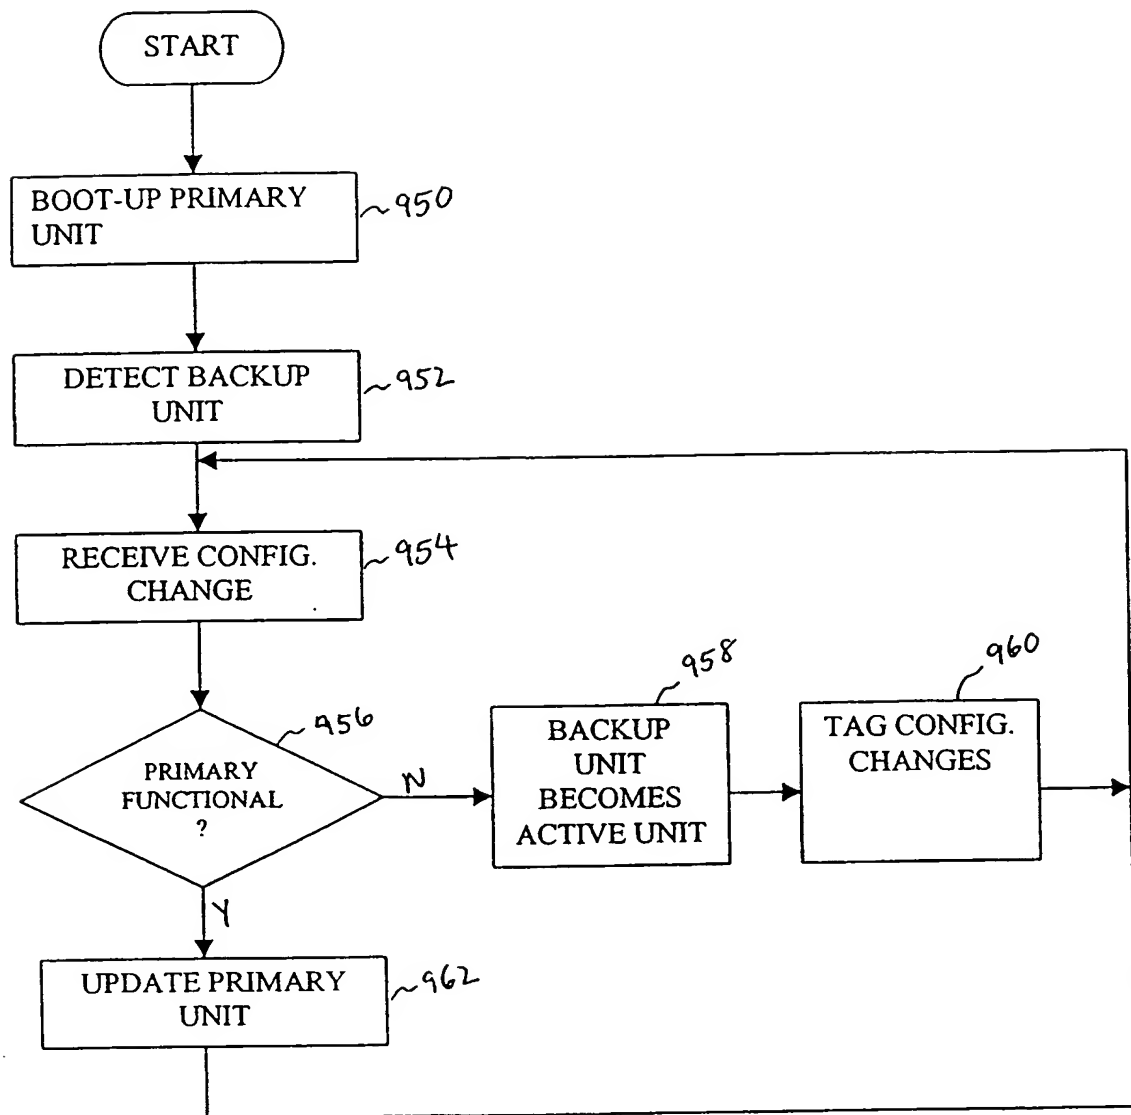 START
BOOT-UP PRIMARY
UNIT
~950
DETECT BACKUP
UNIT
~952
RECEIVE CONFIG.
CHANGE
~954
PRIMARY
FUNCTIONAL
?
~956
N
BACKUP
UNIT
BECOMES
ACTIVE UNIT
958
TAG CONFIG.
CHANGES
960
Y
UPDATE PRIMARY
UNIT
~962